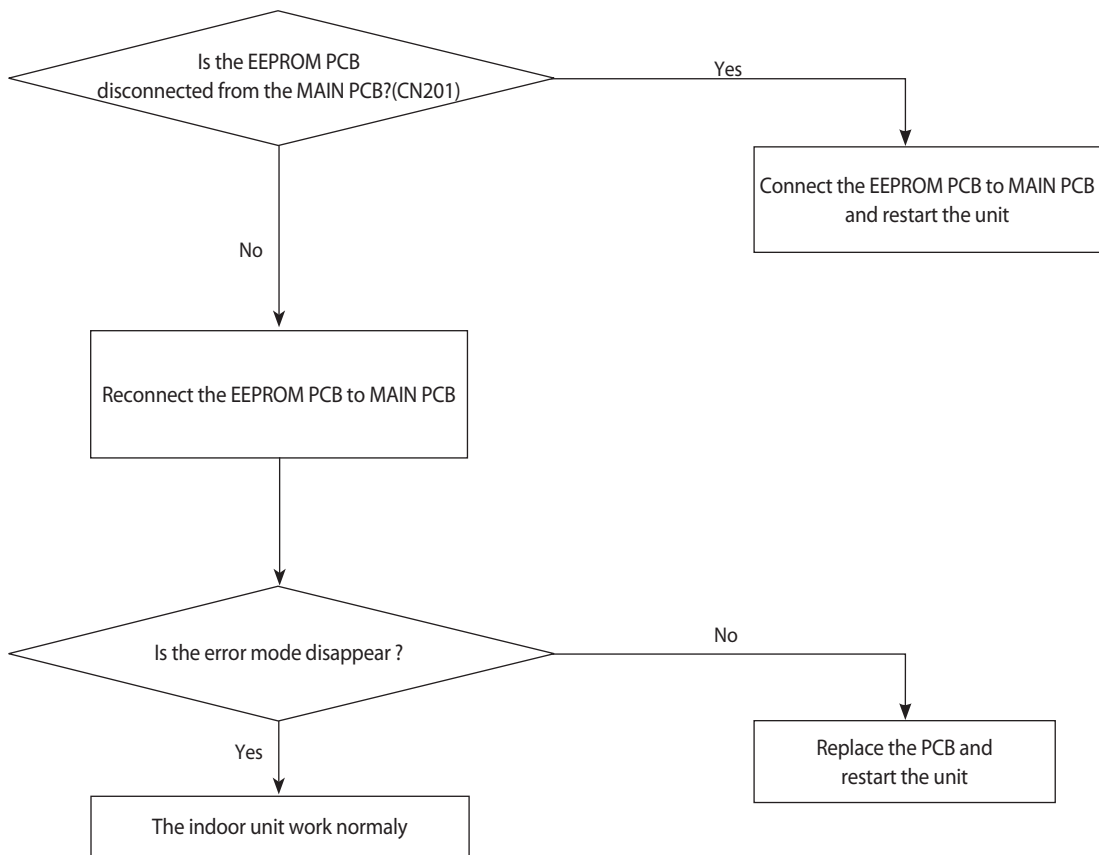 Is the EEPROM PCB
disconnected from the MAIN PCB?(CN201)
Yes
Connect the EEPROM PCB to MAIN PCB
and restart the unit
No
Reconnect the EEPROM PCB to MAIN PCB
Is the error mode disappear ?
No
Yes
Replace the PCB and
restart the unit
The indoor unit work normaly